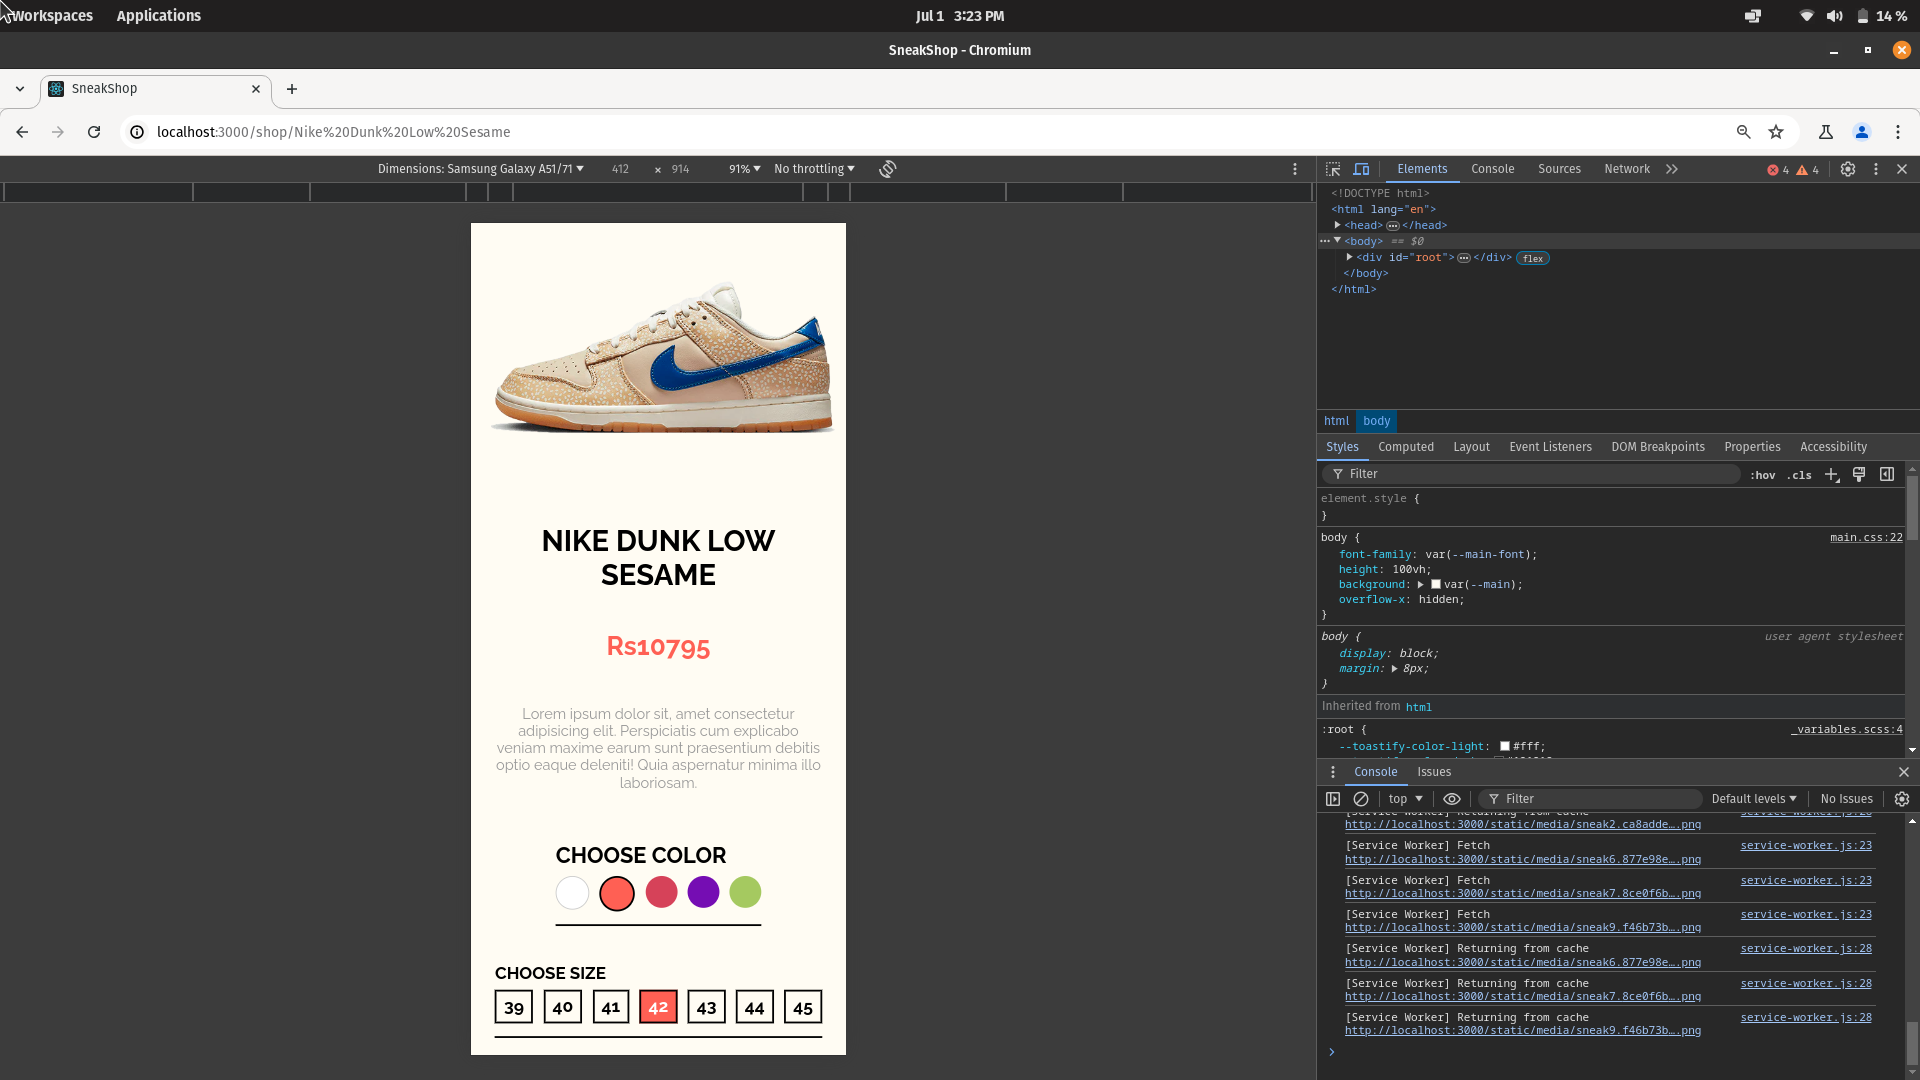 Workspaces Applications Jul 1 3:23 PM 14 %
SneakShop - Chromium
SneakShop
localhost:3000/shop/Nike%20Dunk%20Low%20Sesame
Dimensions: Samsung Galaxy A51/71 412 × 914 91% No throttling
NIKE DUNK LOW
SESAME
Rs10795
Lorem ipsum dolor sit, amet consectetur
adipisicing elit. Perspiciatis cum explicabo
veniam maxime earum sunt praesentium debitis
optio eaque deleniti! Quia aspernatur minima illo
laboriosam.
CHOOSE COLOR
CHOOSE SIZE
39 40 41 42 43 44 45
Elements Console Sources Network 4 4
<!DOCTYPE html>
<html lang="en">
<head> … </head>
<body> == $0
<div id="root"> … </div> flex
</body>
</html>
html body
Styles Computed Layout Event Listeners DOM Breakpoints Properties Accessibility
Filter :hov .cls
element.style {
}
body { main.css:22
font-family: var(--main-font);
height: 100vh;
background: var(--main);
overflow-x: hidden;
}
body { user agent stylesheet
display: block;
margin: 8px;
}
Inherited from html
:root { _variables.scss:4
--toastify-color-light: #fff;
Console Issues
top Filter Default levels No Issues
[Service Worker] Returning from cache service-worker.js:28
http://localhost:3000/static/media/sneak2.ca8adde….png
[Service Worker] Fetch service-worker.js:23
http://localhost:3000/static/media/sneak6.877e98e….png
[Service Worker] Fetch service-worker.js:23
http://localhost:3000/static/media/sneak7.8ce0f6b….png
[Service Worker] Fetch service-worker.js:23
http://localhost:3000/static/media/sneak9.f46b73b….png
[Service Worker] Returning from cache service-worker.js:28
http://localhost:3000/static/media/sneak6.877e98e….png
[Service Worker] Returning from cache service-worker.js:28
http://localhost:3000/static/media/sneak7.8ce0f6b….png
[Service Worker] Returning from cache service-worker.js:28
http://localhost:3000/static/media/sneak9.f46b73b….png